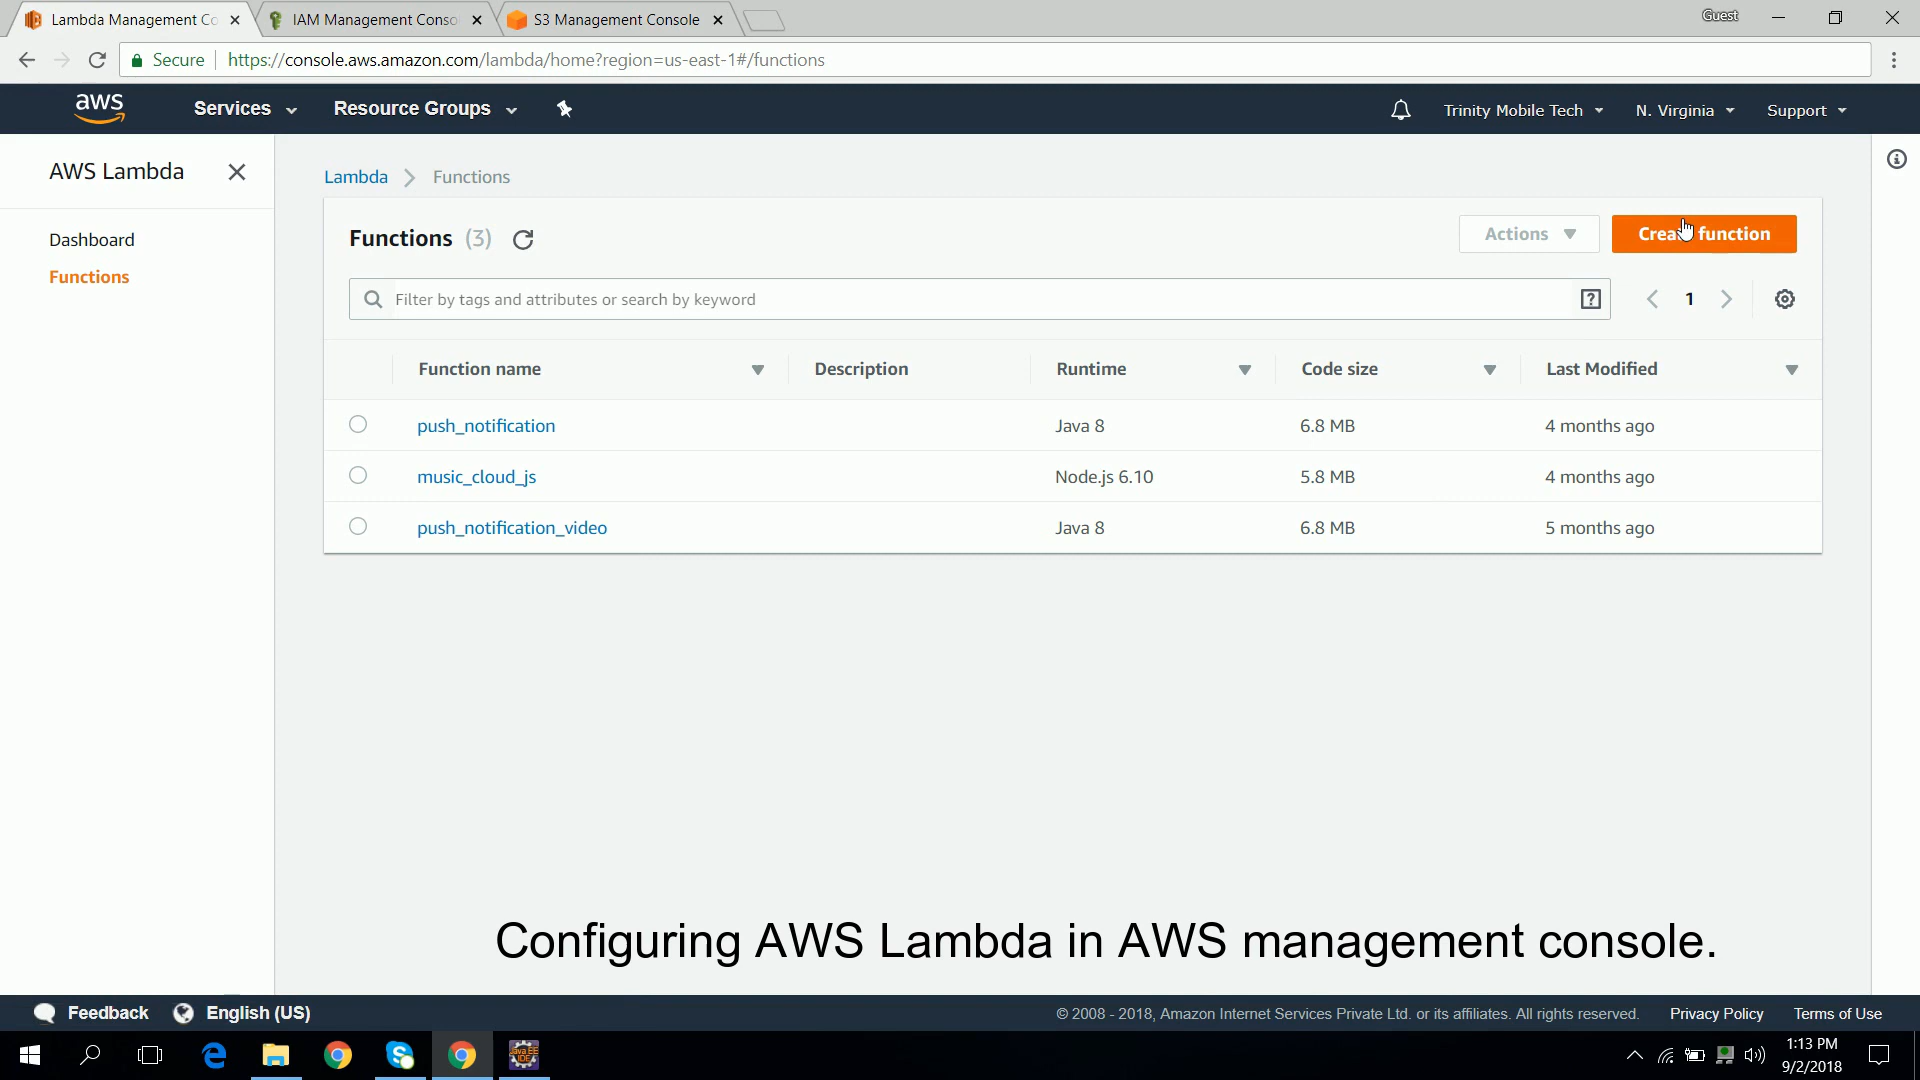 Lambda Management Co
IAM Management Conso
S3 Management Console
Guest
Secure
https://console.aws.amazon.com/lambda/home?region=us-east-1#/functions
aws
Services
Resource Groups
Trinity Mobile Tech
N. Virginia
Support
AWS Lambda
Dashboard
Functions
Lambda > Functions
Functions (3)
Actions
Create function
Filter by tags and attributes or search by keyword
1
Function name Description Runtime Code size Last Modified
push_notification Java 8 6.8 MB 4 months ago
music_cloud_js Node.js 6.10 5.8 MB 4 months ago
push_notification_video Java 8 6.8 MB 5 months ago
Configuring AWS Lambda in AWS management console.
Feedback
English (US)
© 2008 - 2018, Amazon Internet Services Private Ltd. or its affiliates. All rights reserved.
Privacy Policy
Terms of Use
Java EE
IDE
1:13 PM
9/2/2018